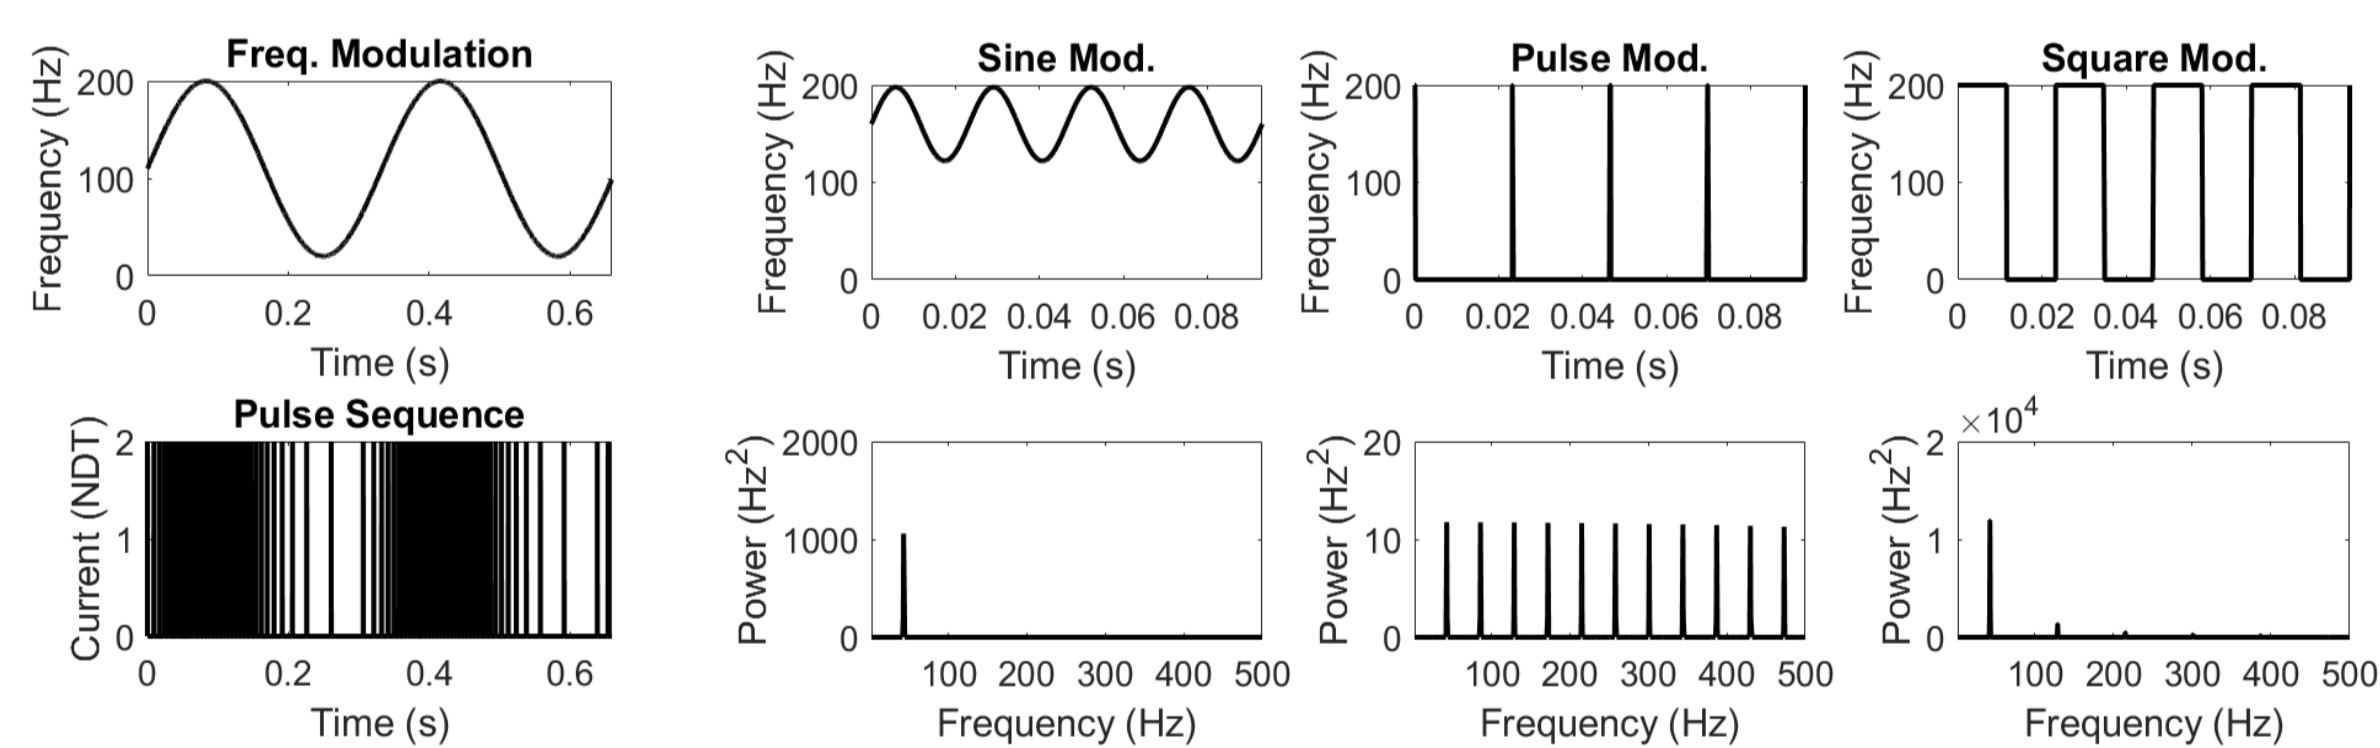 Freq. Modulation
Frequency (Hz)
200
100
0
0 0.2 0.4 0.6
Time (s)
Sine Mod.
Frequency (Hz)
200
100
0
0 0.02 0.04 0.06 0.08
Time (s)
Pulse Mod.
Frequency (Hz)
200
100
0
0 0.02 0.04 0.06 0.08
Time (s)
Square Mod.
Frequency (Hz)
200
100
0
0 0.02 0.04 0.06 0.08
Time (s)
Pulse Sequence
Current (NDT)
2
1
0
0 0.2 0.4 0.6
Time (s)
Power (Hz²)
2000
1000
0
100 200 300 400 500
Frequency (Hz)
Power (Hz²)
20
10
0
100 200 300 400 500
Frequency (Hz)
×10⁴
Power (Hz²)
2
1
0
100 200 300 400 500
Frequency (Hz)